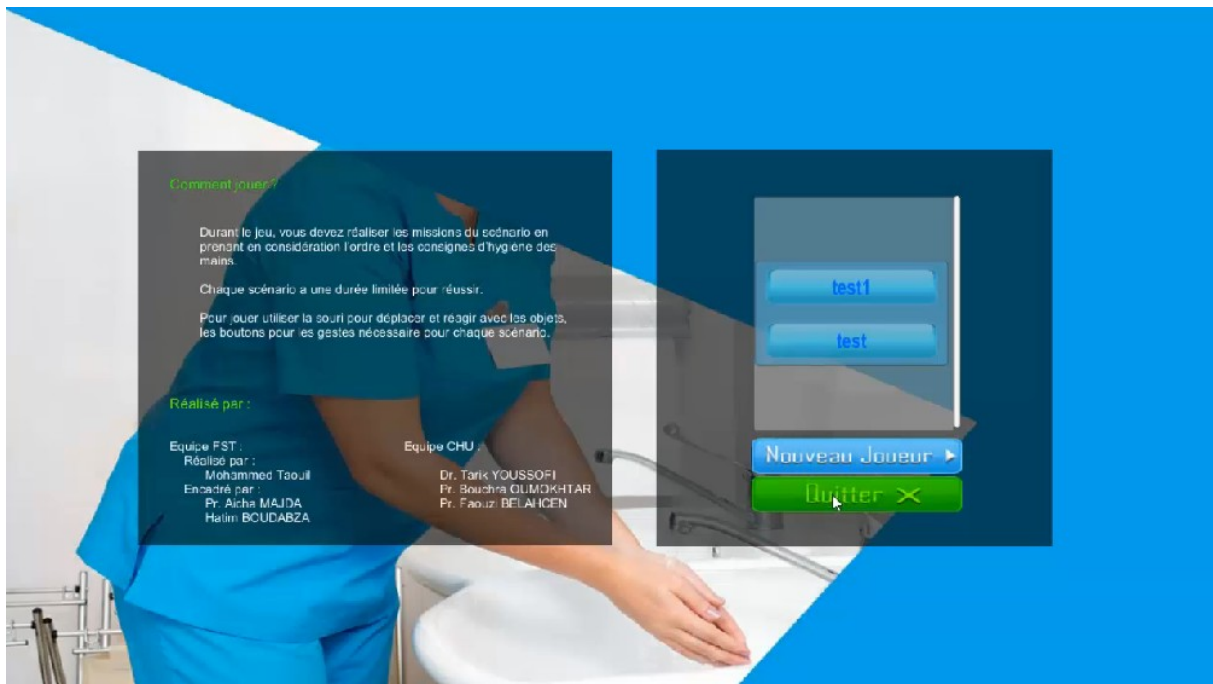 Comment jouer ?
Durant le jeu, vous devez réaliser les missions du scénario en
prenant en considération l'ordre et les consignes d'hygiène des
mains.
Chaque scénario a une durée limitée pour réussir.
Pour jouer utiliser la souri pour déplacer et réagir avec les objets,
les boutons pour les gestes nécessaire pour chaque scénario.
Réalisé par :
Equipe FST :
Réalisé par :
Mohammed Taouil
Encadré par :
Pr. Aicha MAJDA
Hatim BOUDABZA
Equipe CHU :
Dr. Tarik YOUSSOFI
Pr. Bouchra OUMOKHTAR
Pr. Faouzi BELAHCEN
test1
test
Nouveau Joueur
Quitter